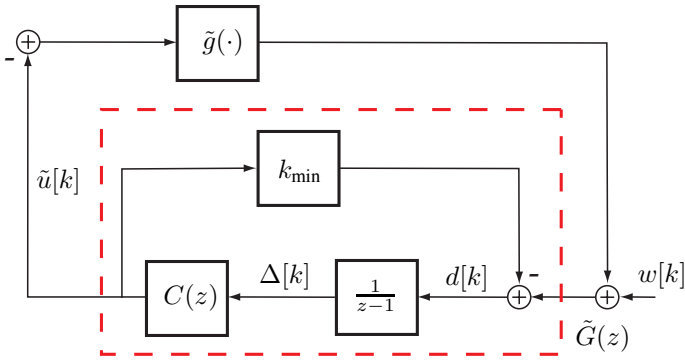 g̃(·)
-
ũ[k]
k_min
C(z)
Δ[k]
1/(z−1)
d[k]
-
w[k]
G̃(z)